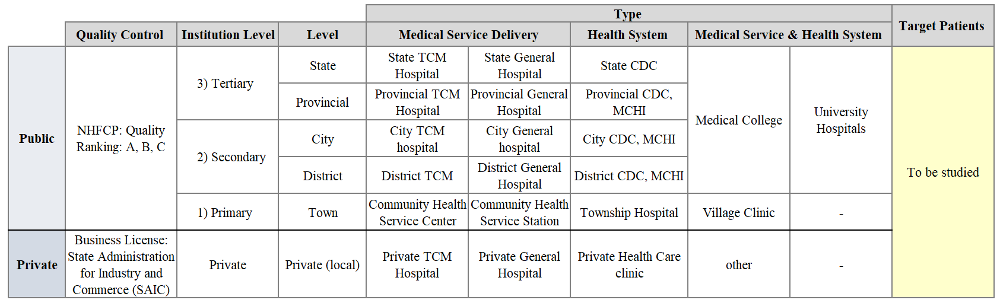 Type
Quality Control
Institution Level
Level
Medical Service Delivery
Health System
Medical Service & Health System
Target Patients
Public
NHFCP: Quality
Ranking: A, B, C
3) Tertiary
State
State TCM
Hospital
State General
Hospital
State CDC
Medical College
University
Hospitals
To be studied
Provincial
Provincial TCM
Hospital
Provincial General
Hospital
Provincial CDC,
MCHI
2) Secondary
City
City TCM
hospital
City General
hospital
City CDC, MCHI
District
District TCM
District General
Hospital
District CDC, MCHI
1) Primary
Town
Community Health
Service Center
Community Health
Service Station
Township Hospital
Village Clinic
-
Private
Business License:
State Administration
for Industry and
Commerce (SAIC)
Private
Private (local)
Private TCM
Hospital
Private General
Hospital
Private Health Care
clinic
other
-